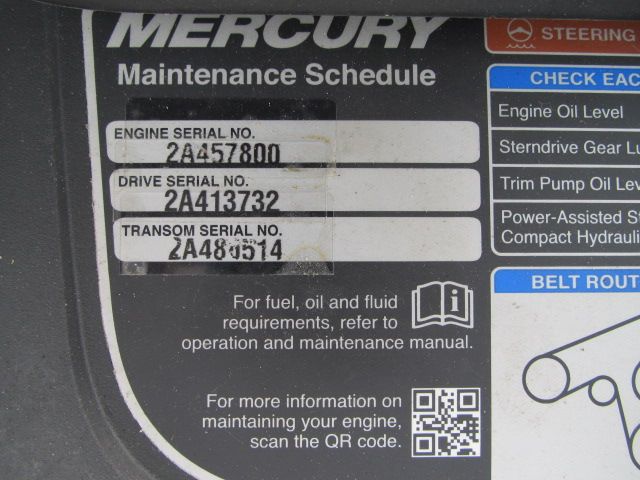 MERCURY
Maintenance Schedule
ENGINE SERIAL NO.
2A457800
DRIVE SERIAL NO.
2A413732
TRANSOM SERIAL NO.
For fuel, oil and fluid
requirements, refer to
operation and maintenance manual.
For more information on
maintaining your engine,
scan the QR code.
STEERING
CHECK EAC
Engine Oil Level
Sterndrive Gear Lu
Trim Pump Oil Lev
Power-Assisted S
Compact Hydrauli
BELT ROUT